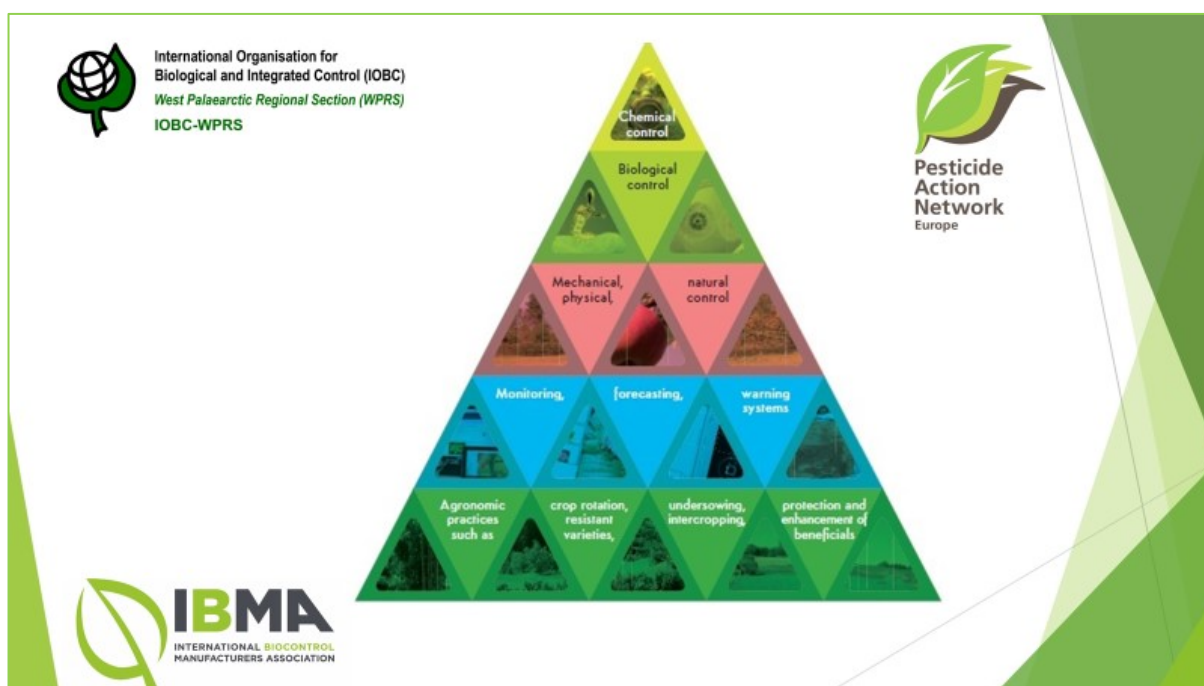 International Organisation for
Biological and Integrated Control (IOBC)
West Palaearctic Regional Section (WPRS)
IOBC-WPRS
Pesticide
Action
Network
Europe
Chemical
control
Biological
control
Mechanical,
physical,
natural
control
Monitoring,
forecasting,
warning
systems
Agronomic
practices
such as
crop rotation,
resistant
varieties,
undersowing,
intercropping,
protection and
enhancement of
beneficials
IBMA
INTERNATIONAL BIOCONTROL
MANUFACTURERS ASSOCIATION